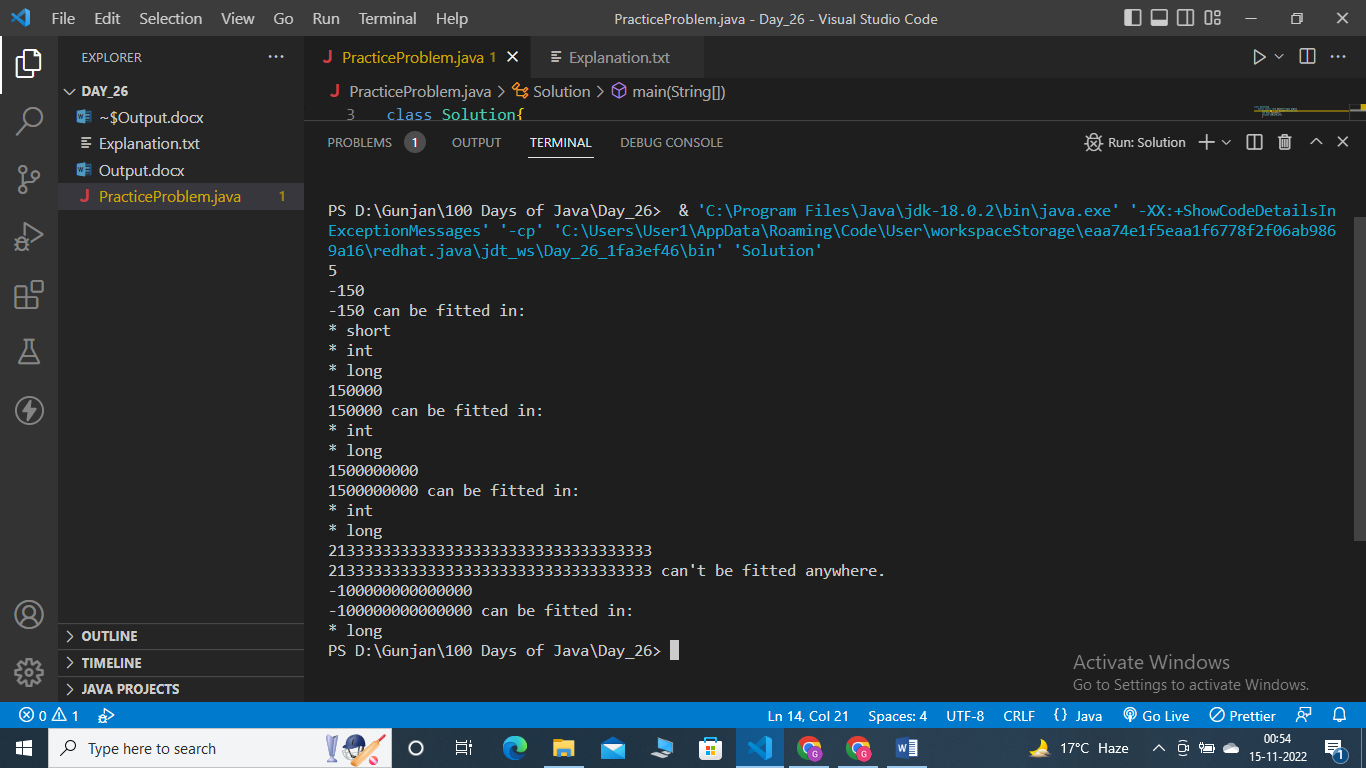 File Edit Selection View Go Run Terminal Help PracticeProblem.java - Day_26 - Visual Studio Code
EXPLORER
DAY_26
~$Output.docx
Explanation.txt
Output.docx
PracticeProblem.java 1
OUTLINE
TIMELINE
JAVA PROJECTS
PracticeProblem.java 1 Explanation.txt
PracticeProblem.java > Solution > main(String[])
3 class Solution{
PROBLEMS 1 OUTPUT TERMINAL DEBUG CONSOLE Run: Solution
PS D:\Gunjan\100 Days of Java\Day_26>  & 'C:\Program Files\Java\jdk-18.0.2\bin\java.exe' '-XX:+ShowCodeDetailsIn
ExceptionMessages' '-cp' 'C:\Users\User1\AppData\Roaming\Code\User\workspaceStorage\eaa74e1f5eaa1f6778f2f06ab986
9a16\redhat.java\jdt_ws\Day_26_1fa3ef46\bin' 'Solution'
5
-150
-150 can be fitted in:
* short
* int
* long
150000
150000 can be fitted in:
* int
* long
1500000000
1500000000 can be fitted in:
* int
* long
213333333333333333333333333333333333
213333333333333333333333333333333333 can't be fitted anywhere.
-100000000000000
-100000000000000 can be fitted in:
* long
PS D:\Gunjan\100 Days of Java\Day_26>
Activate Windows
Go to Settings to activate Windows.
0 1 Ln 14, Col 21 Spaces: 4 UTF-8 CRLF {} Java Go Live Prettier
Type here to search 17°C Haze 00:54
15-11-2022
1